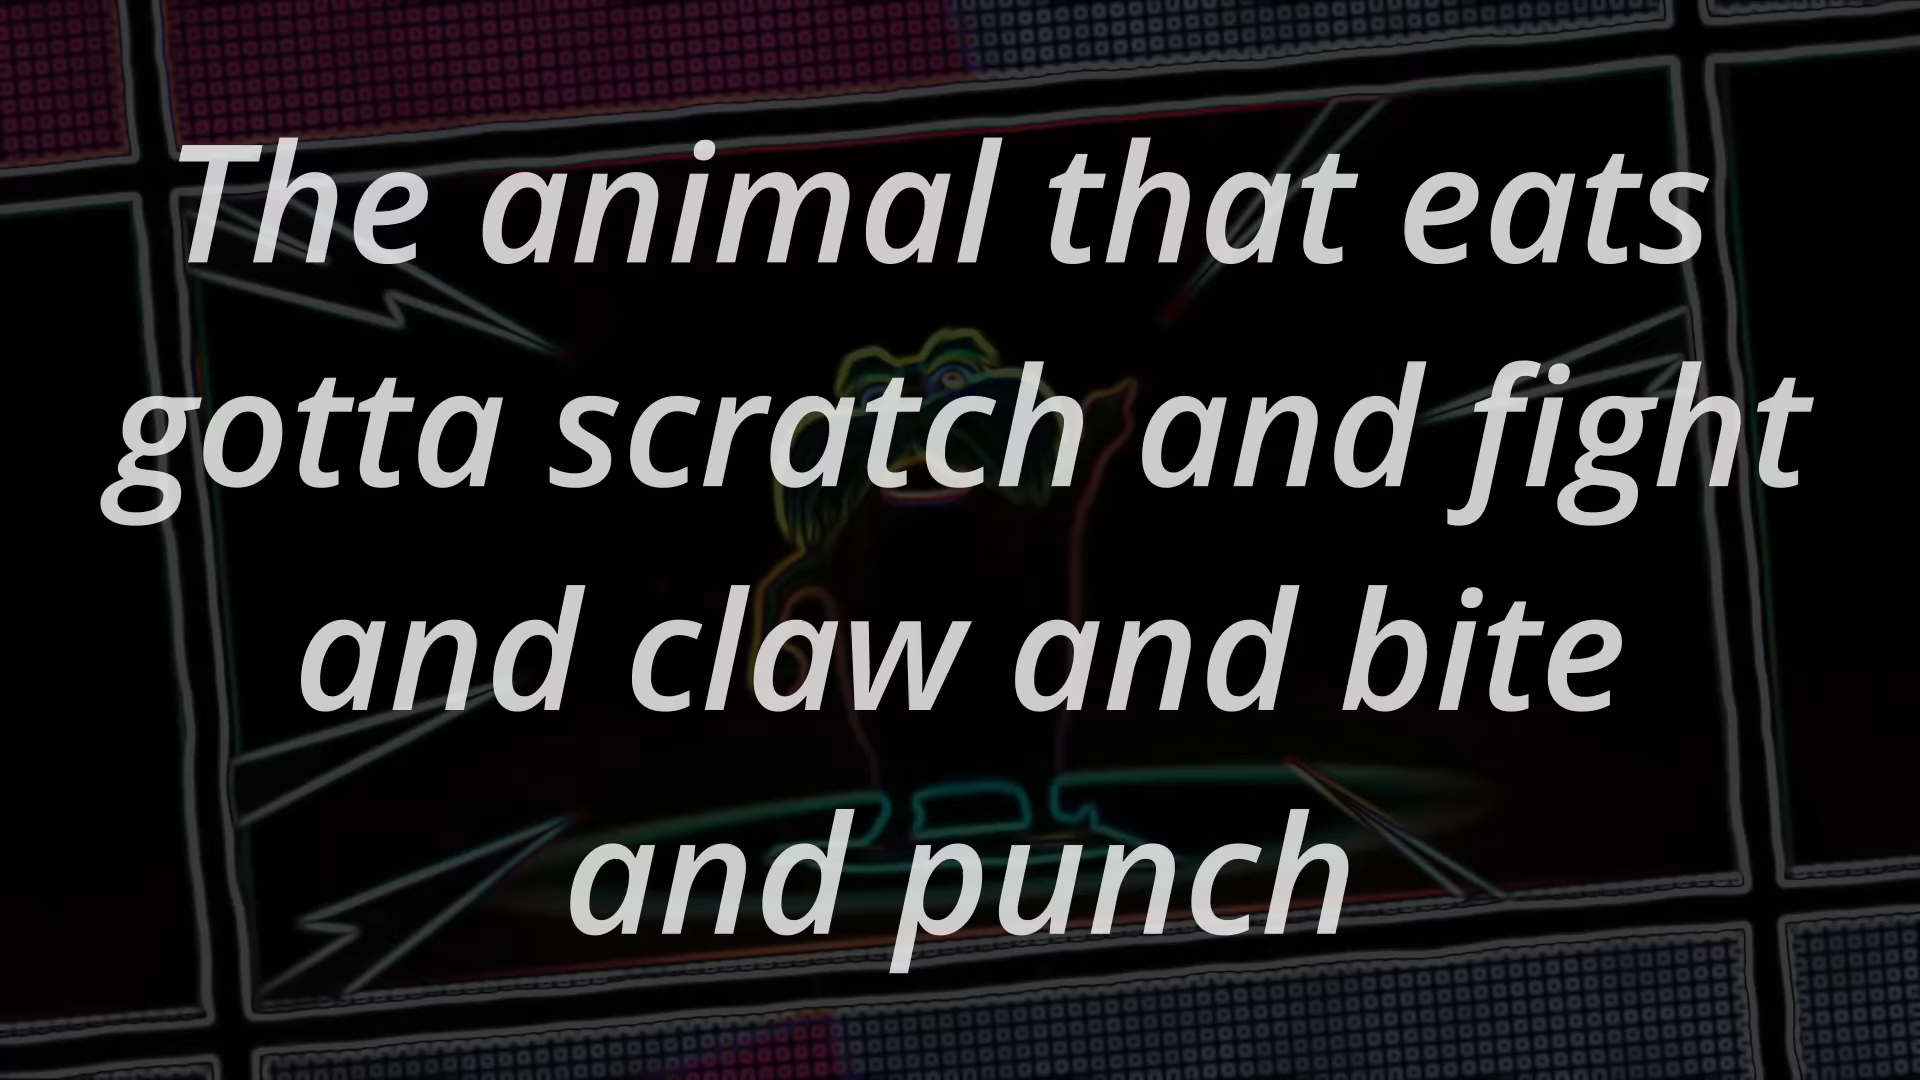 The animal that eats
gotta scratch and fight
and claw and bite
and punch